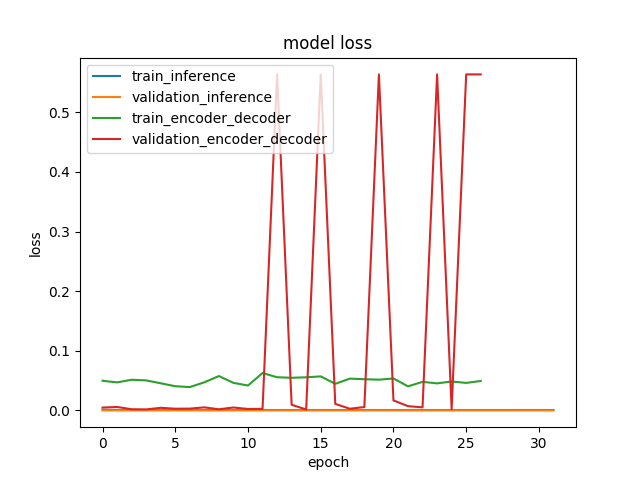 model loss
train_inference
validation_inference
train_encoder_decoder
validation_encoder_decoder
0.5
0.4
0.3
0.2
0.1
0.0
loss
0 5 10 15 20 25 30
epoch